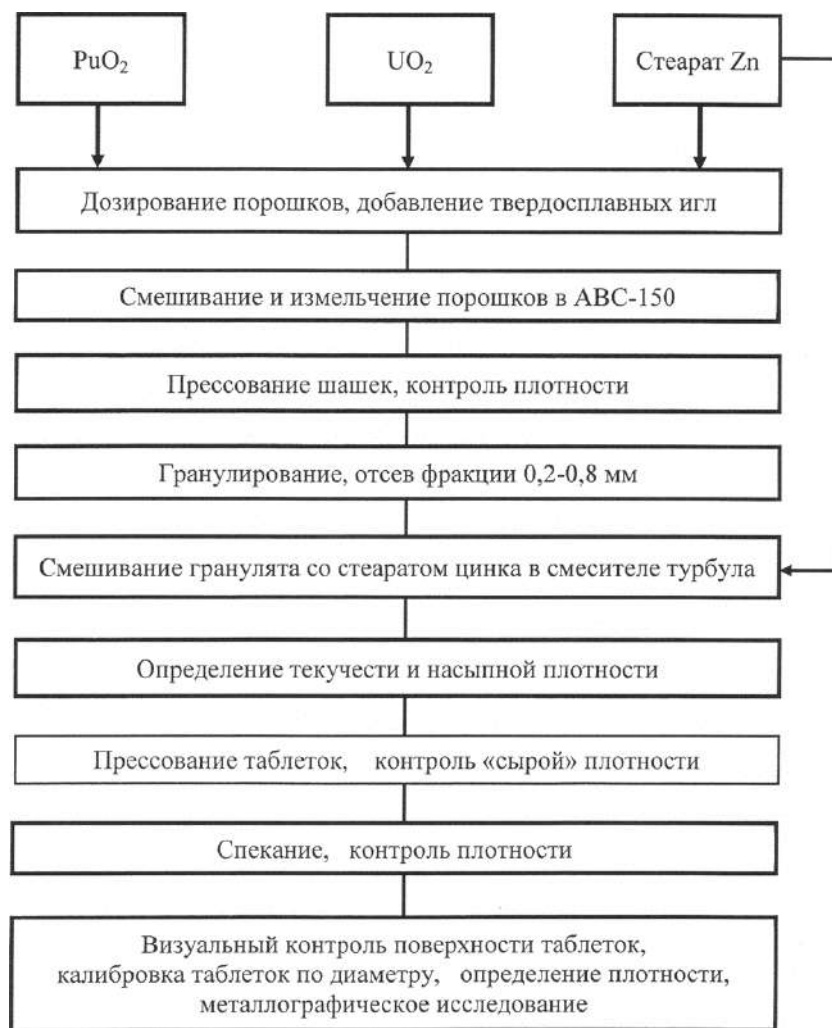 PuO₂
UO₂
Стеарат Zn
Дозирование порошков, добавление твердосплавных игл
Смешивание и измельчение порошков в АВС-150
Прессование шашек, контроль плотности
Гранулирование, отсев фракции 0,2-0,8 мм
Смешивание гранулята со стеаратом цинка в смесителе турбула
Определение текучести и насыпной плотности
Прессование таблеток, контроль «сырой» плотности
Спекание, контроль плотности
Визуальный контроль поверхности таблеток,
калибровка таблеток по диаметру, определение плотности,
металлографическое исследование